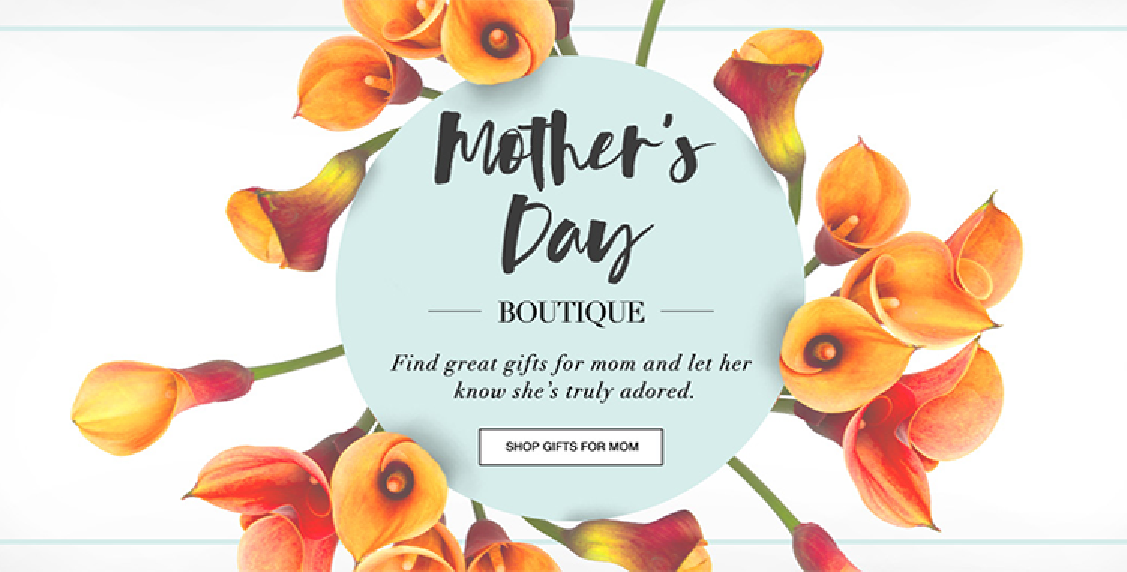 Mother's
Day
BOUTIQUE
Find great gifts for mom and let her
know she's truly adored.
SHOP GIFTS FOR MOM